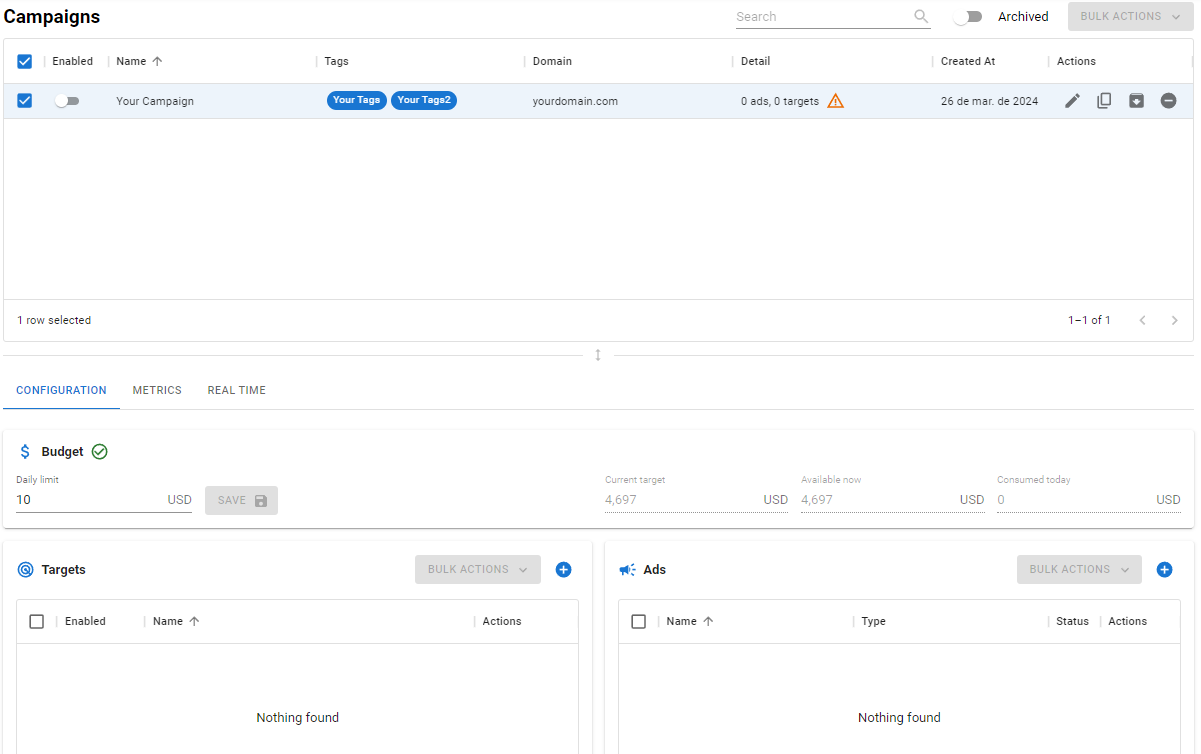 Campaigns
Search
Archived
BULK ACTIONS
Enabled Name Tags Domain Detail Created At Actions
Your Campaign Your Tags Your Tags2 yourdomain.com 0 ads, 0 targets 26 de mar. de 2024
1 row selected
1–1 of 1
CONFIGURATION METRICS REAL TIME
$ Budget
Daily limit Current target Available now Consumed today
10 USD SAVE 4,697 USD 4,697 USD 0 USD
Targets BULK ACTIONS
Enabled Name Actions
Nothing found
Ads BULK ACTIONS
Name Type Status Actions
Nothing found